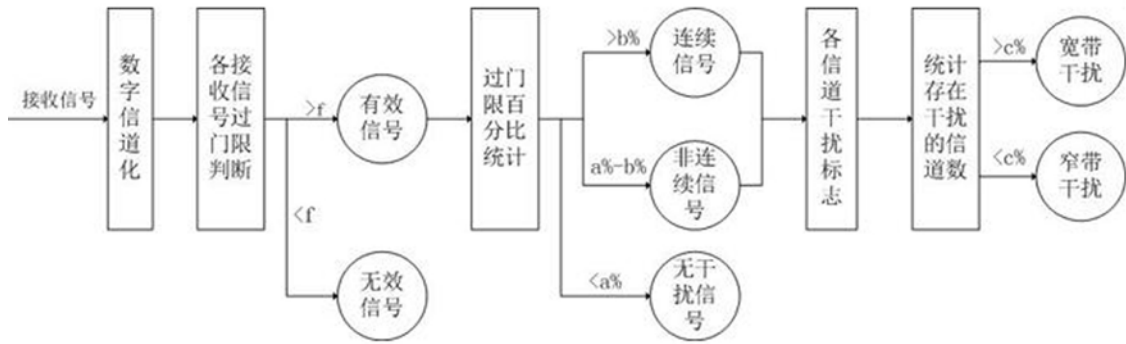 接收信号
数
字
信
道
化
各接
收信
号过
门限
判断
>f
有效
信号
<f
无效
信号
过门
限百
分比
统计
>b%
连续
信号
a%-b%
非连
续信
号
<a%
无干
扰信
号
各
信
道
干
扰
标
志
统计
存在
干扰
的信
道数
>c%
宽带
干扰
<c%
窄带
干扰